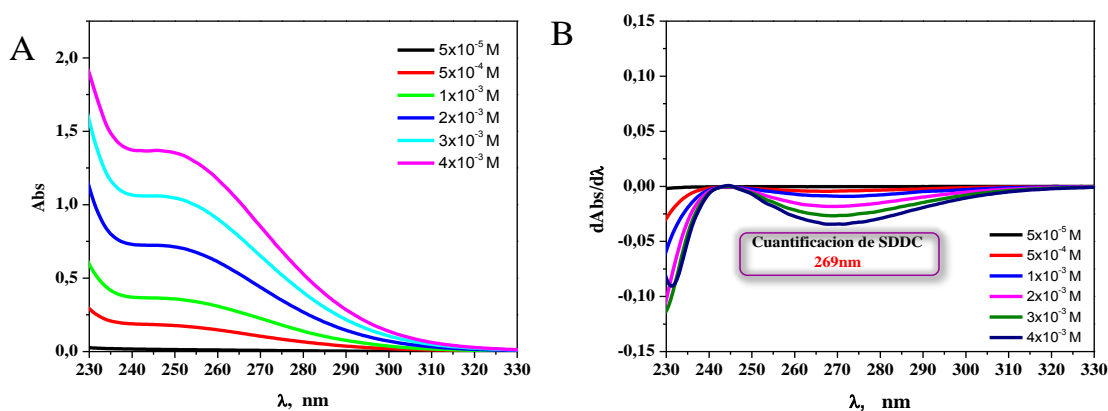 A
Abs
2,0
1,5
1,0
0,5
0,0
230 240 250 260 270 280 290 300 310 320 330
λ, nm
5x10⁻⁵ M
5x10⁻⁴ M
1x10⁻³ M
2x10⁻³ M
3x10⁻³ M
4x10⁻³ M
B
dAbs/dλ
0,15
0,10
0,05
0,00
-0,05
-0,10
-0,15
230 240 250 260 270 280 290 300 310 320 330
λ, nm
Cuantificacion de SDDC
269nm
5x10⁻⁵ M
5x10⁻⁴ M
1x10⁻³ M
2x10⁻³ M
3x10⁻³ M
4x10⁻³ M